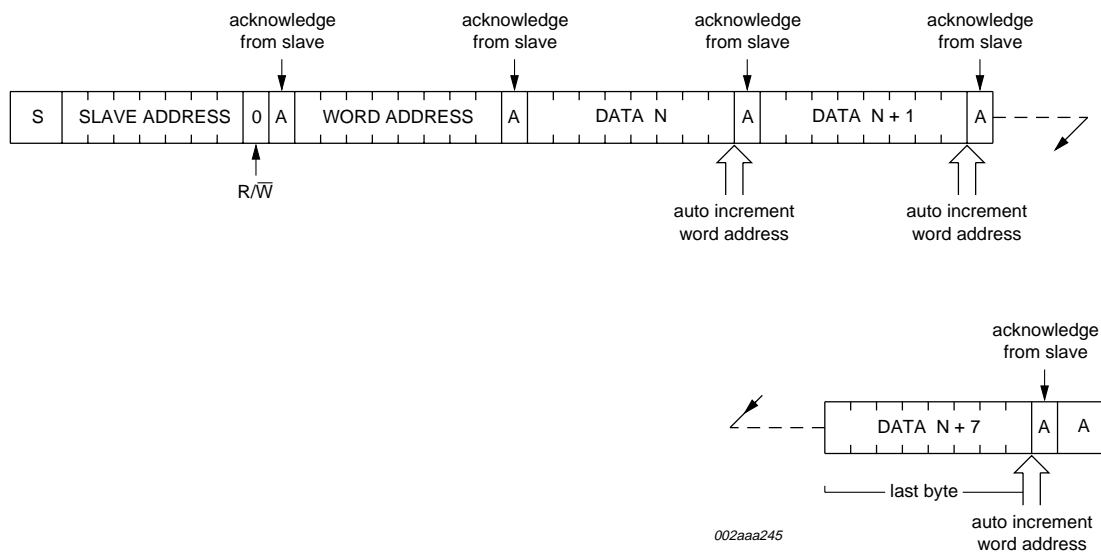 acknowledge
from slave
acknowledge
from slave
acknowledge
from slave
acknowledge
from slave
S SLAVE ADDRESS 0 A WORD ADDRESS A DATA N A DATA N + 1 A
R/W̅
auto increment
word address
auto increment
word address
acknowledge
from slave
DATA N + 7 A A
last byte
auto increment
word address
002aaa245